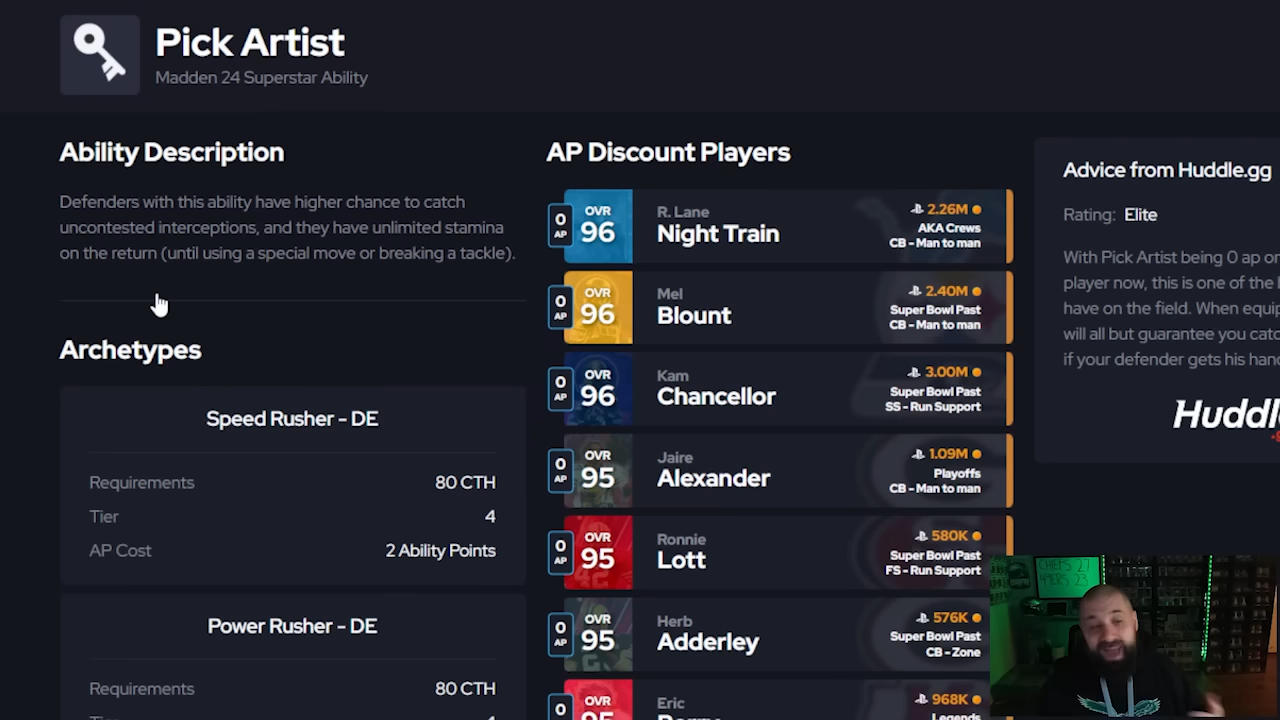 Pick Artist
Madden 24 Superstar Ability
Ability Description
Defenders with this ability have higher chance to catch
uncontested interceptions, and they have unlimited stamina
on the return (until using a special move or breaking a tackle).
Archetypes
Speed Rusher - DE
Requirements 80 CTH
Tier 4
AP Cost 2 Ability Points
Power Rusher - DE
Requirements 80 CTH
AP Discount Players
0 AP OVR 96
R. Lane
Night Train
2.26M
AKA Crews
CB - Man to man
0 AP OVR 96
Mel
Blount
2.40M
Super Bowl Past
CB - Man to man
0 AP OVR 96
Kam
Chancellor
3.00M
Super Bowl Past
SS - Run Support
0 AP OVR 95
Jaire
Alexander
1.09M
Playoffs
CB - Man to man
0 AP OVR 95
Ronnie
Lott
580K
Super Bowl Past
FS - Run Support
0 AP OVR 95
Herb
Adderley
576K
Super Bowl Past
CB - Zone
0 OVR
Eric
968K
Legends
Advice from Huddle.gg
Rating: Elite
With Pick Artist being 0 ap
player now, this is one of the
have on the field. When
will all but guarantee you
if your defender gets his
CHIEFS 27
49ERS 23